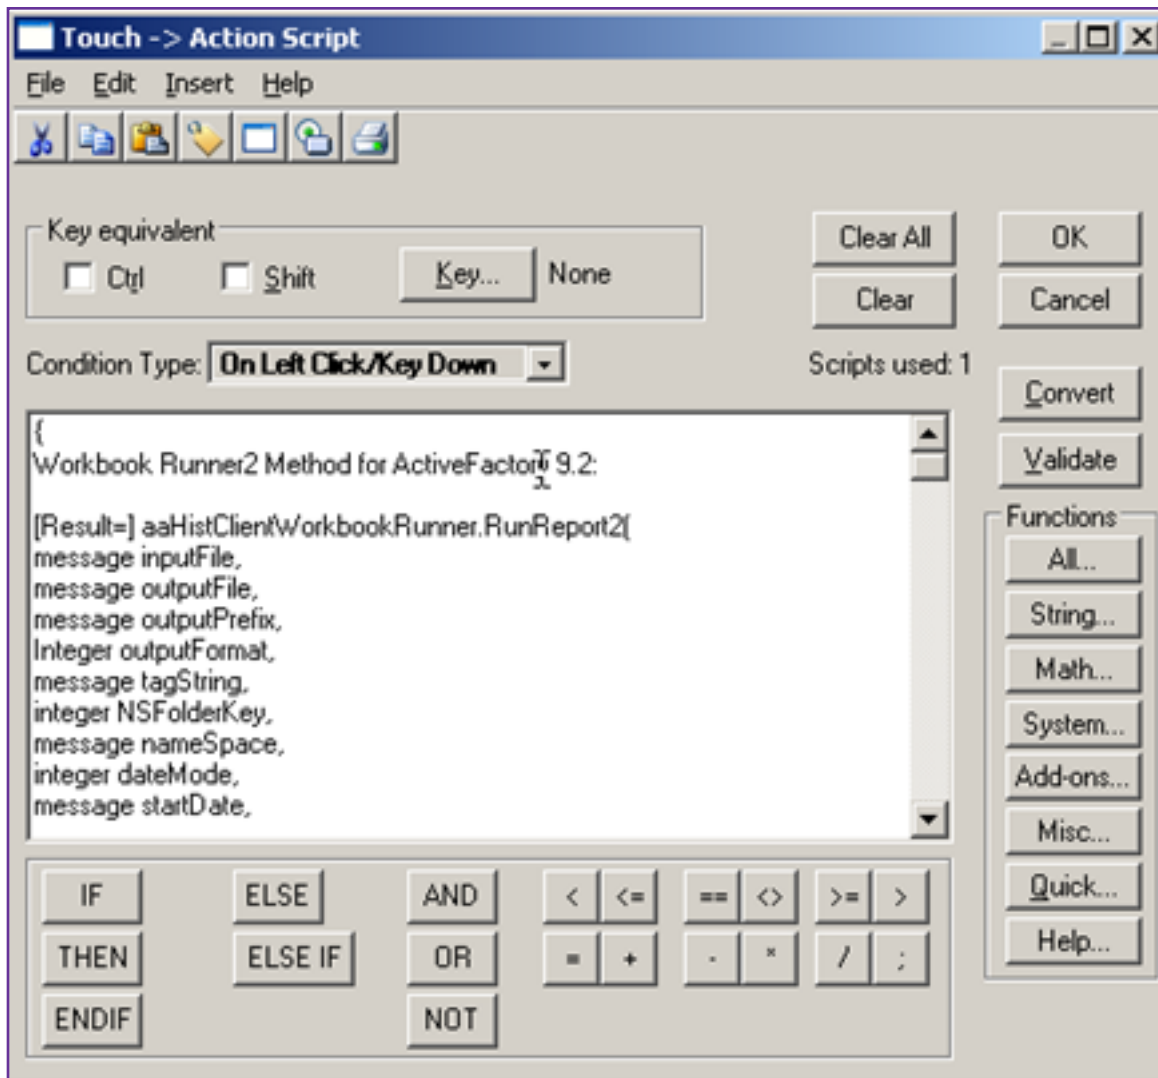 Touch -> Action Script
File Edit Insert Help
Key equivalent
Ctrl Shift Key... None
Clear All
OK
Clear
Cancel
Condition Type: On Left Click/Key Down
Scripts used: 1
Convert
Validate
{
Workbook Runner2 Method for ActiveFactory 9.2:
[Result=] aaHistClientWorkbookRunner.RunReport2(
message inputFile,
message outputFile,
message outputPrefix,
Integer outputFormat,
message tagString,
integer NSFolderKey,
message nameSpace,
integer dateMode,
message startDate,
Functions
All...
String...
Math...
System...
Add-ons...
Misc...
Quick...
Help...
IF ELSE AND < <= == <> >= >
THEN ELSE IF OR = + - * / ;
ENDIF NOT